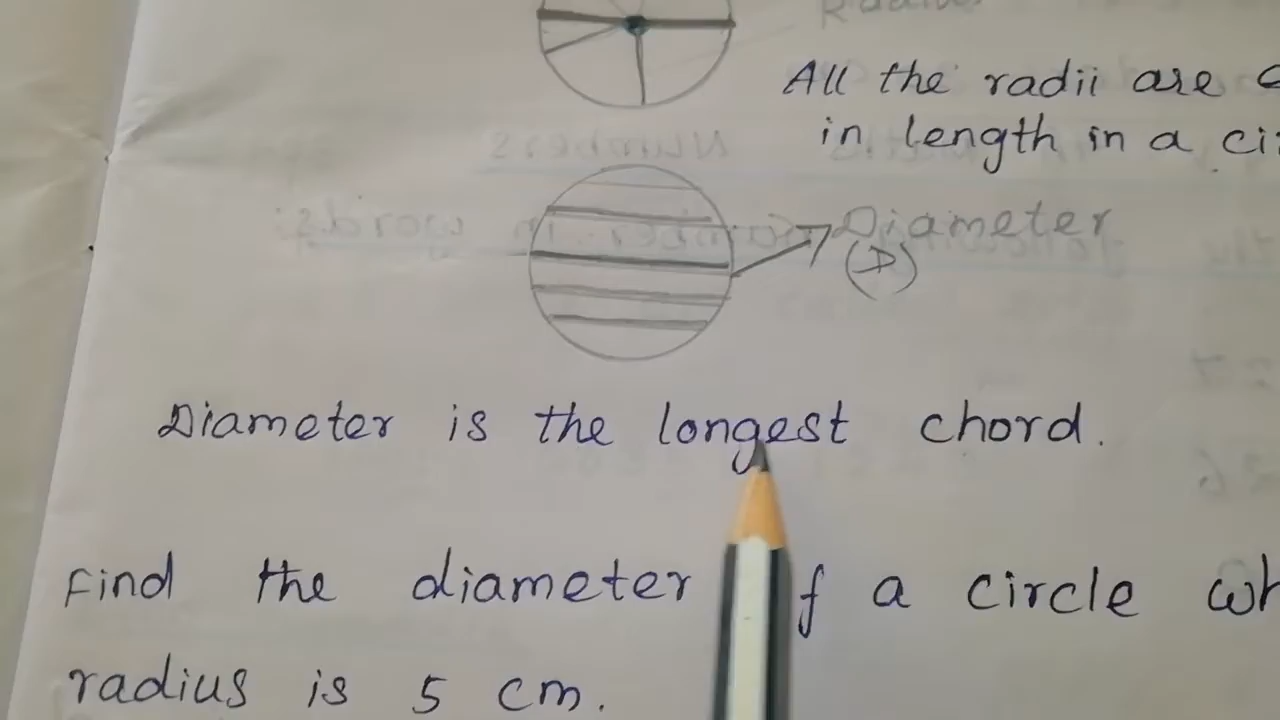 All the radii are
in length in a
Diameter
(D)
Diameter is the longest chord.
Find the diameter f a circle
radius is 5 cm.